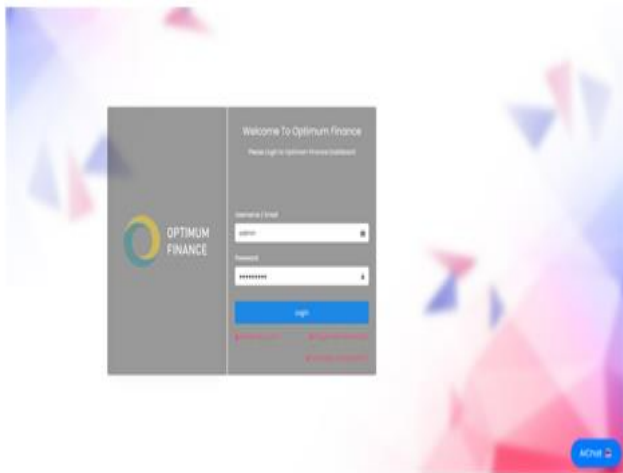 Welcome To Optimum Finance
Please Login to Optimum Finance Dashboard
OPTIMUM
FINANCE
Username / Email
admin
Password
Login
AiChat